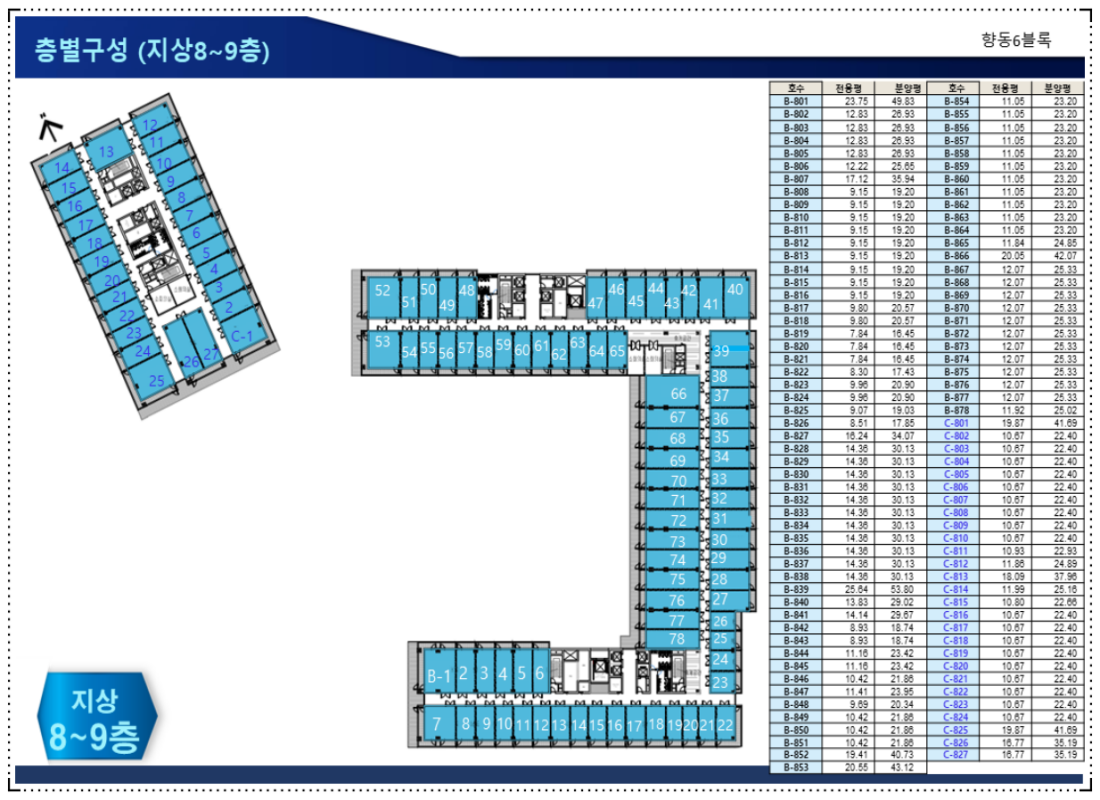 층별구성 (지상8~9층)
향동6블록
12
11
10
9
8
7
6
5
4
3
2
C-1
13
14
15
16
17
18
19
20
21
22
23
24
25
26
27
52 51 50 49 48 47 46 45 44 43 42 41 40
53 54 55 56 57 58 59 60 61 62 63 64 65
39
38
37
36
35
34
33
32
31
30
29
28
27
26
25
24
23
66
67
68
69
70
71
72
73
74
75
76
77
78
B-1 2 3 4 5 6
7 8 9 10 11 12 13 14 15 16 17 18 19 20 21 22
호수 전용평 분양평 호수 전용평 분양평
B-801 23.75 49.83 B-854 11.05 23.20
B-802 12.83 26.93 B-855 11.05 23.20
B-803 12.83 26.93 B-856 11.05 23.20
B-804 12.83 26.93 B-857 11.05 23.20
B-805 12.83 26.93 B-858 11.05 23.20
B-806 12.22 25.65 B-859 11.05 23.20
B-807 17.12 35.94 B-860 11.05 23.20
B-808 9.15 19.20 B-861 11.05 23.20
B-809 9.15 19.20 B-862 11.05 23.20
B-810 9.15 19.20 B-863 11.05 23.20
B-811 9.15 19.20 B-864 11.05 23.20
B-812 9.15 19.20 B-865 11.84 24.85
B-813 9.15 19.20 B-866 20.05 42.07
B-814 9.15 19.20 B-867 12.07 25.33
B-815 9.15 19.20 B-868 12.07 25.33
B-816 9.15 19.20 B-869 12.07 25.33
B-817 9.80 20.57 B-870 12.07 25.33
B-818 9.80 20.57 B-871 12.07 25.33
B-819 7.84 16.45 B-872 12.07 25.33
B-820 7.84 16.45 B-873 12.07 25.33
B-821 7.84 16.45 B-874 12.07 25.33
B-822 8.30 17.43 B-875 12.07 25.33
B-823 9.96 20.90 B-876 12.07 25.33
B-824 9.96 20.90 B-877 12.07 25.33
B-825 9.07 19.03 B-878 11.92 25.02
B-826 8.51 17.85 C-801 19.87 41.69
B-827 16.24 34.07 C-802 10.67 22.40
B-828 14.36 30.13 C-803 10.67 22.40
B-829 14.36 30.13 C-804 10.67 22.40
B-830 14.36 30.13 C-805 10.67 22.40
B-831 14.36 30.13 C-806 10.67 22.40
B-832 14.36 30.13 C-807 10.67 22.40
B-833 14.36 30.13 C-808 10.67 22.40
B-834 14.36 30.13 C-809 10.67 22.40
B-835 14.36 30.13 C-810 10.67 22.40
B-836 14.36 30.13 C-811 10.93 22.93
B-837 14.36 30.13 C-812 11.86 24.89
B-838 14.36 30.13 C-813 18.09 37.96
B-839 25.64 53.80 C-814 11.99 25.16
B-840 13.83 29.02 C-815 10.80 22.66
B-841 14.14 29.67 C-816 10.67 22.40
B-842 8.93 18.74 C-817 10.67 22.40
B-843 8.93 18.74 C-818 10.67 22.40
B-844 11.16 23.42 C-819 10.67 22.40
B-845 11.16 23.42 C-820 10.67 22.40
B-846 10.42 21.86 C-821 10.67 22.40
B-847 11.41 23.95 C-822 10.67 22.40
B-848 9.69 20.34 C-823 10.67 22.40
B-849 10.42 21.86 C-824 10.67 22.40
B-850 10.42 21.86 C-825 19.87 41.69
B-851 10.42 21.86 C-826 16.77 35.19
B-852 19.41 40.73 C-827 16.77 35.19
B-853 20.55 43.12
지상
8~9층